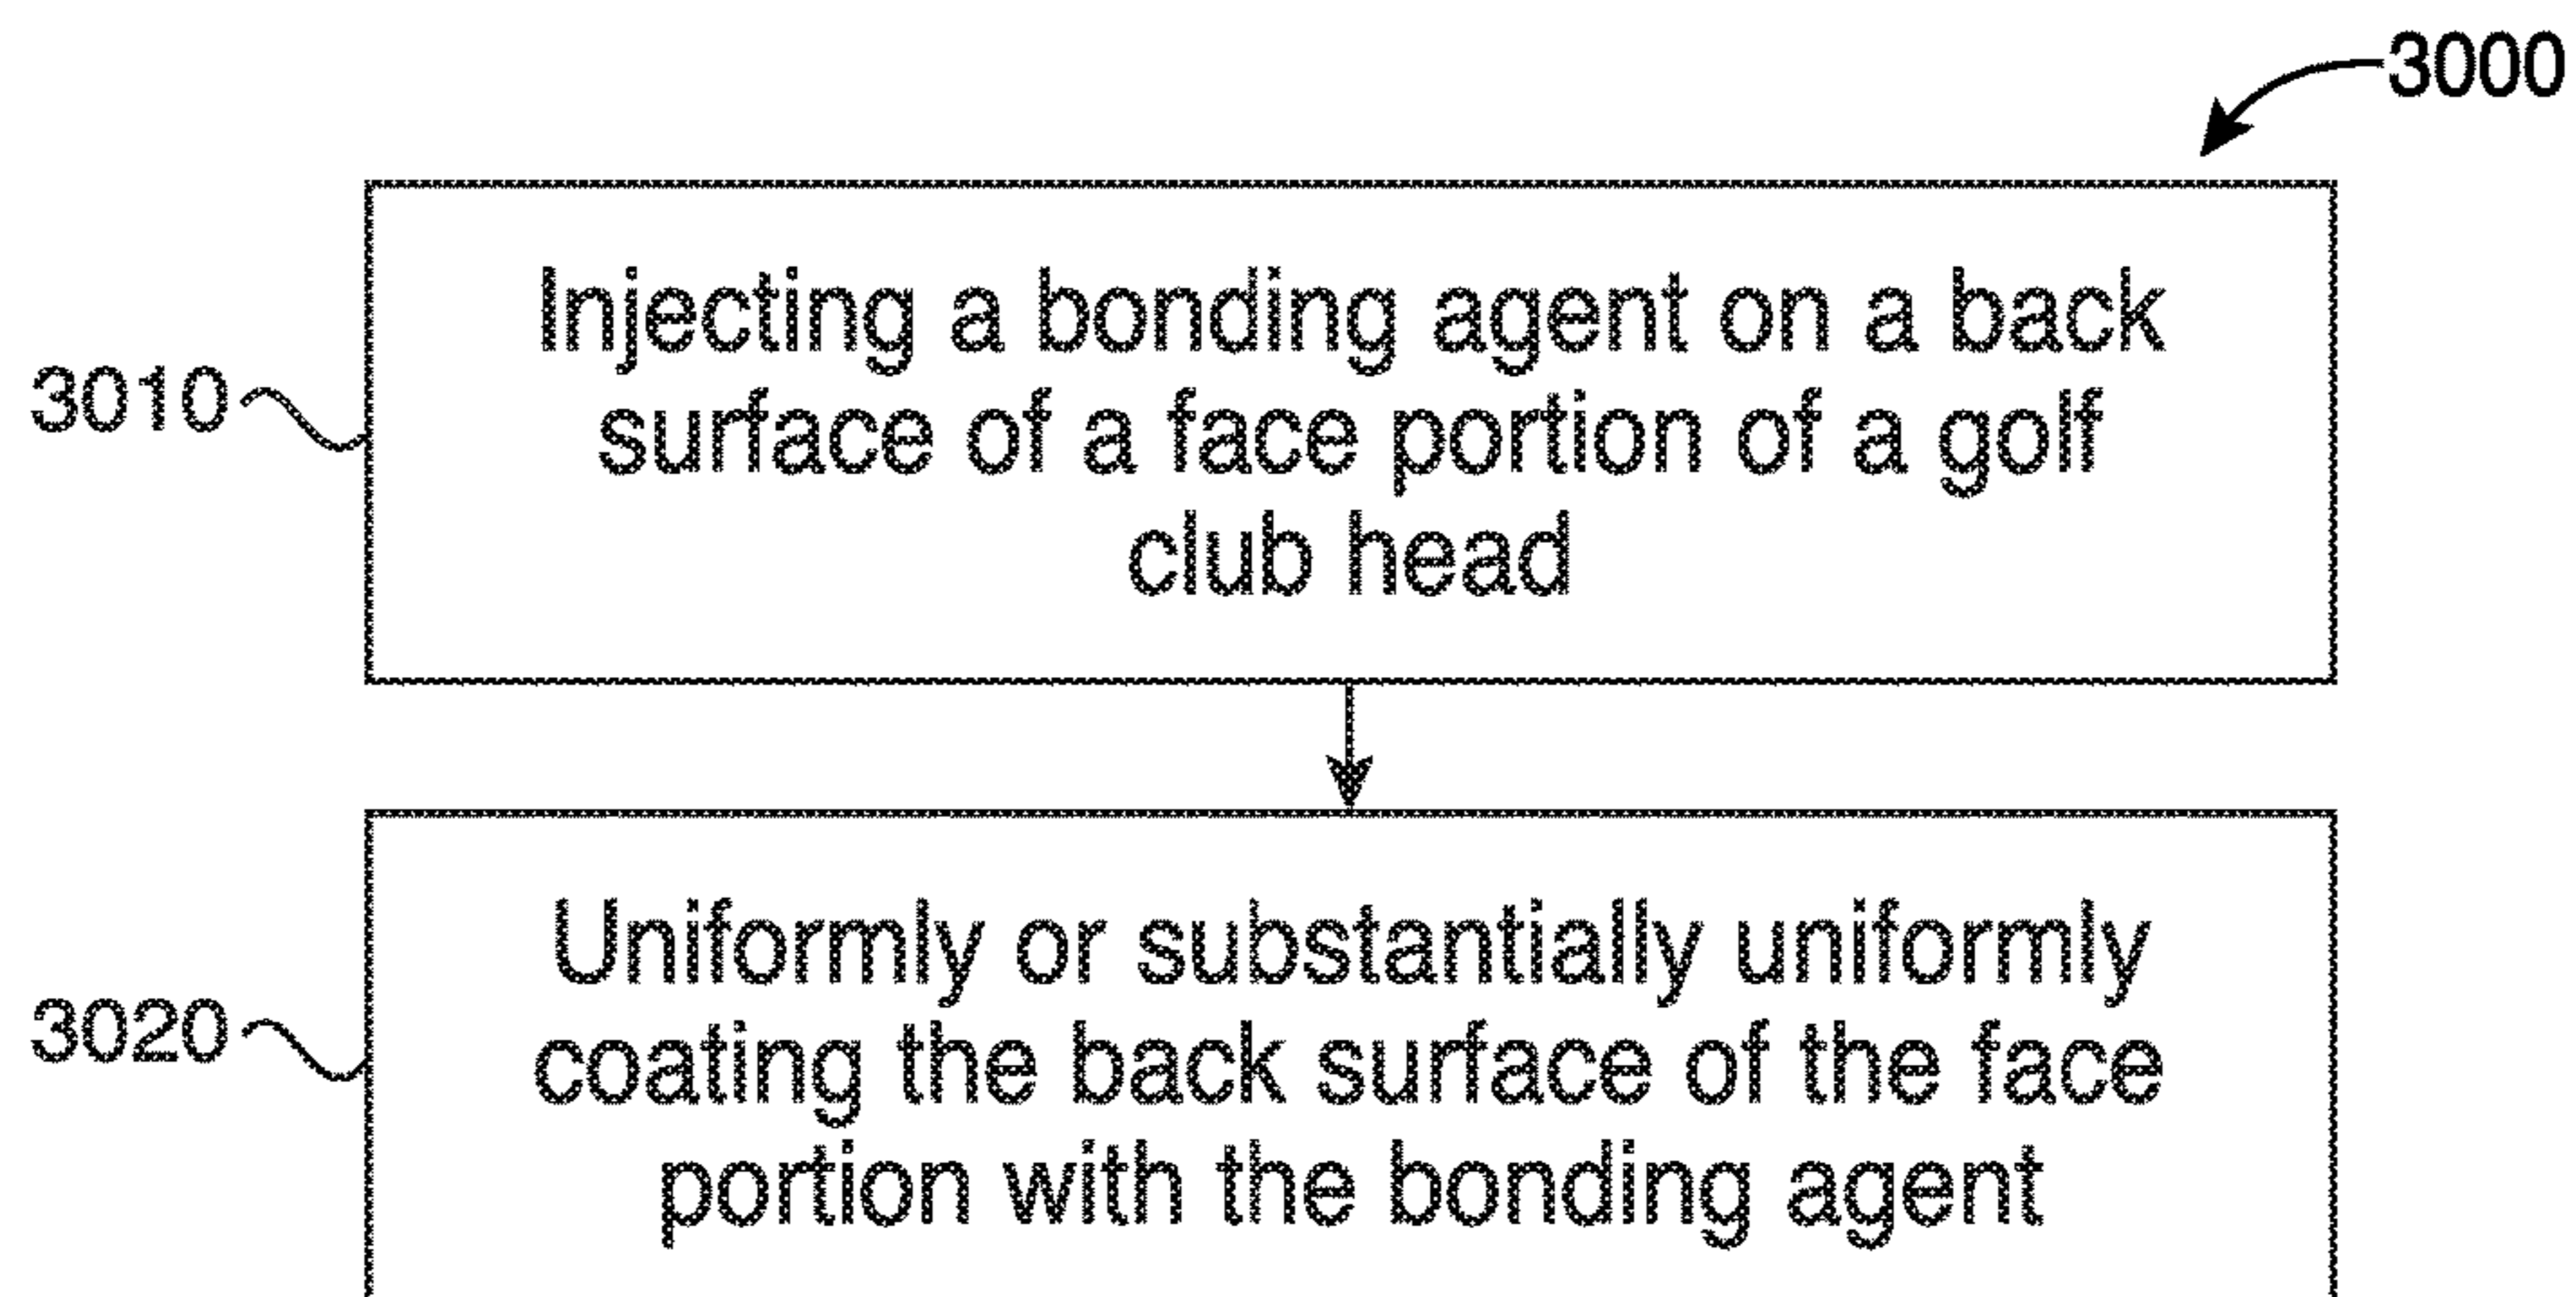 3000
Injecting a bonding agent on a back
surface of a face portion of a golf
club head
3010
Uniformly or substantially uniformly
coating the back surface of the face
portion with the bonding agent
3020